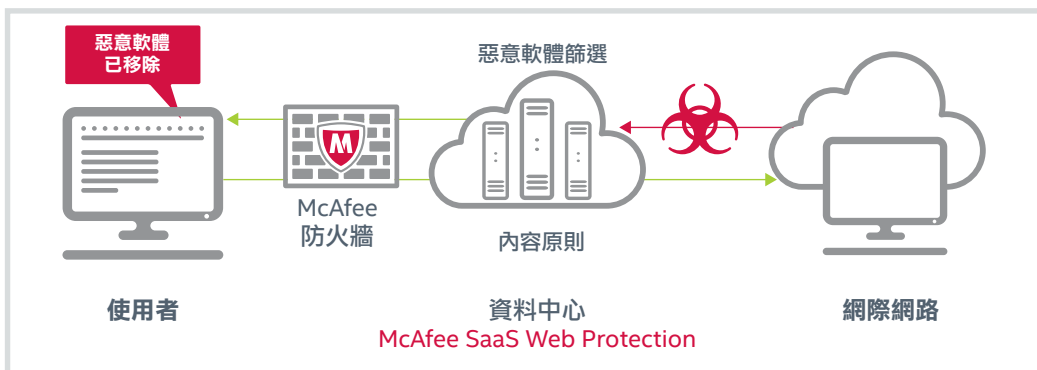 惡意軟體
已移除
惡意軟體篩選
M
McAfee
防火牆
內容原則
使用者
資料中心
McAfee SaaS Web Protection
網際網路